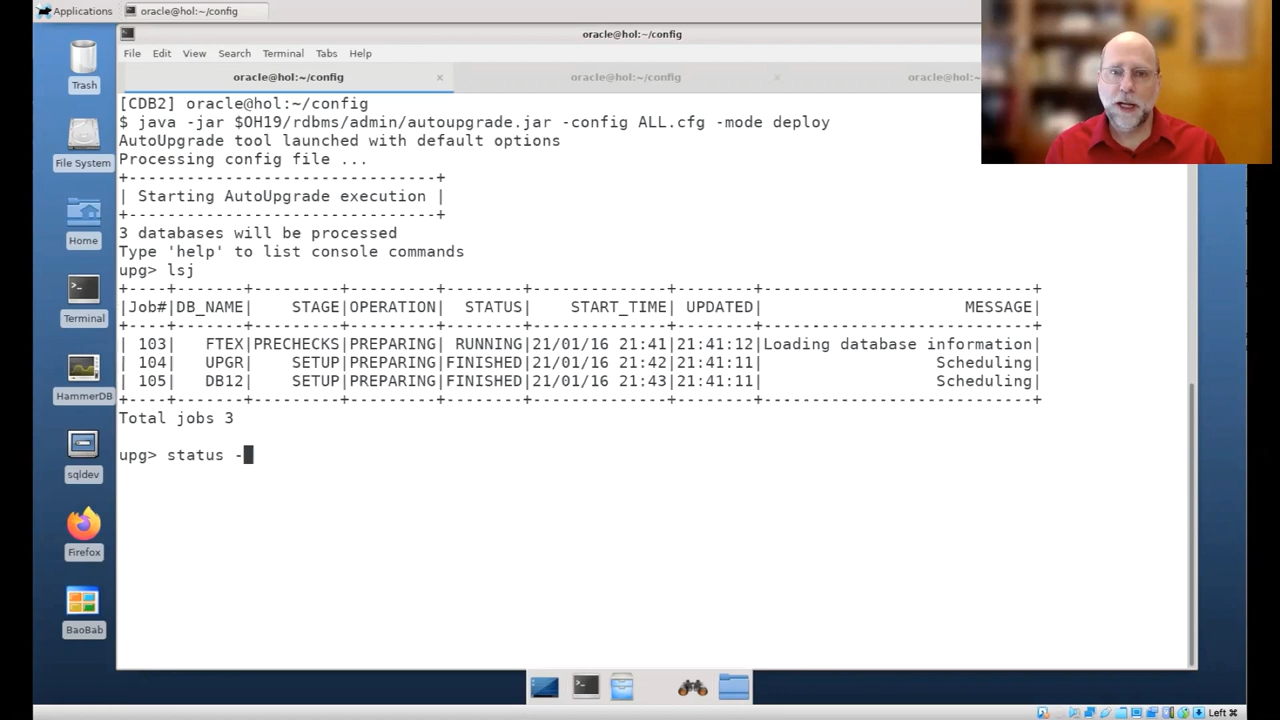 Applications
oracle@hol:~/config
oracle@hol:~/config
File Edit View Search Terminal Tabs Help
oracle@hol:~/config × oracle@hol:~/config × oracle@hol:~
[CDB2] oracle@hol:~/config
$ java -jar $OH19/rdbms/admin/autoupgrade.jar -config ALL.cfg -mode deploy
AutoUpgrade tool launched with default options
Processing config file ...
+--------------------------------+
| Starting AutoUpgrade execution |
+--------------------------------+
3 databases will be processed
Type 'help' to list console commands
upg> lsj
+----+-------+---------+---------+--------+--------------+--------+----------------------------+
|Job#|DB_NAME|    STAGE|OPERATION|  STATUS|    START_TIME| UPDATED|                     MESSAGE|
+----+-------+---------+---------+--------+--------------+--------+----------------------------+
| 103|   FTEX|PRECHECKS|PREPARING| RUNNING|21/01/16 21:41|21:41:12|Loading database information|
| 104|   UPGR|    SETUP|PREPARING|FINISHED|21/01/16 21:42|21:41:11|                  Scheduling|
| 105|   DB12|    SETUP|PREPARING|FINISHED|21/01/16 21:43|21:41:11|                  Scheduling|
+----+-------+---------+---------+--------+--------------+--------+----------------------------+
Total jobs 3
upg> status -
Trash
File System
Home
Terminal
HammerDB
sqldev
Firefox
BaoBab
Left ⌘